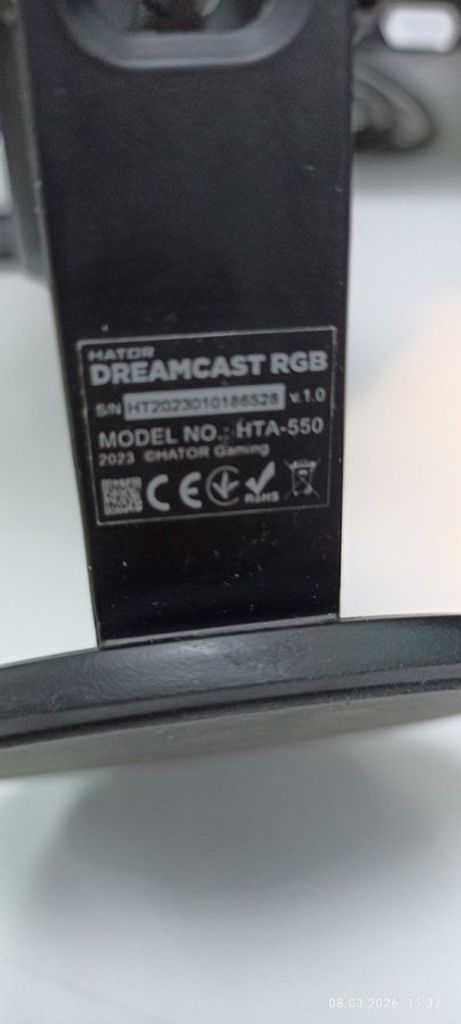 HATOR
DREAMCAST RGB
S/N HT2023010186528 v.1.0
MODEL NO.: HTA-550
2023 ©HATOR Gaming
CE RoHS
08.03.2026 11:37